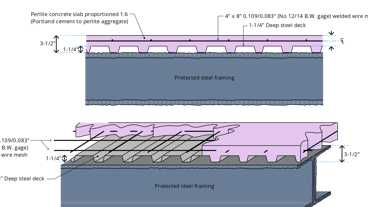 Perlite concrete slab proportioned 1:6
(Portland cement to perlite aggregate)
4" x 8" 0.109/0.083" (No. 12/14 B.W. gage) welded wire m
1-1/4" Deep steel deck
3-1/2"
1-1/4"
Protected steel framing
.109/0.083"
B.W. gage)
wire mesh
1-1/4"
3-1/2"
" Deep steel deck
Protected steel framing